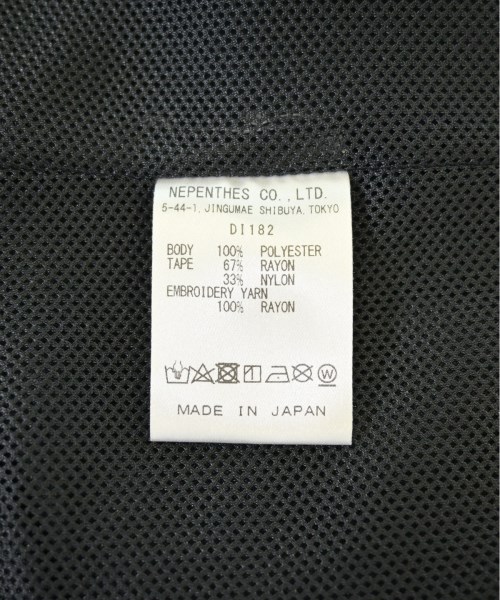 NEPENTHES CO.,LTD.
5-44-1, JINGUMAE SHIBUYA, TOKYO
DI182
BODY 100% POLYESTER
TAPE 67% RAYON
33% NYLON
EMBROIDERY YARN
100% RAYON
W
MADE IN JAPAN